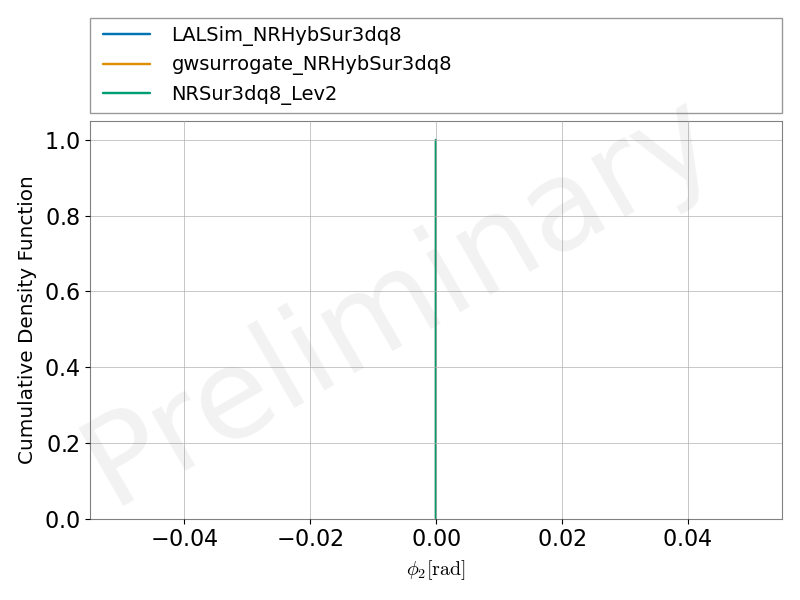 LALSim_NRHybSur3dq8
gwsurrogate_NRHybSur3dq8
NRSur3dq8_Lev2
1.0
0.8
0.6
0.4
0.2
0.0
Cumulative Density Function
Preliminary
−0.04 −0.02 0.00 0.02 0.04
ϕ₂[rad]